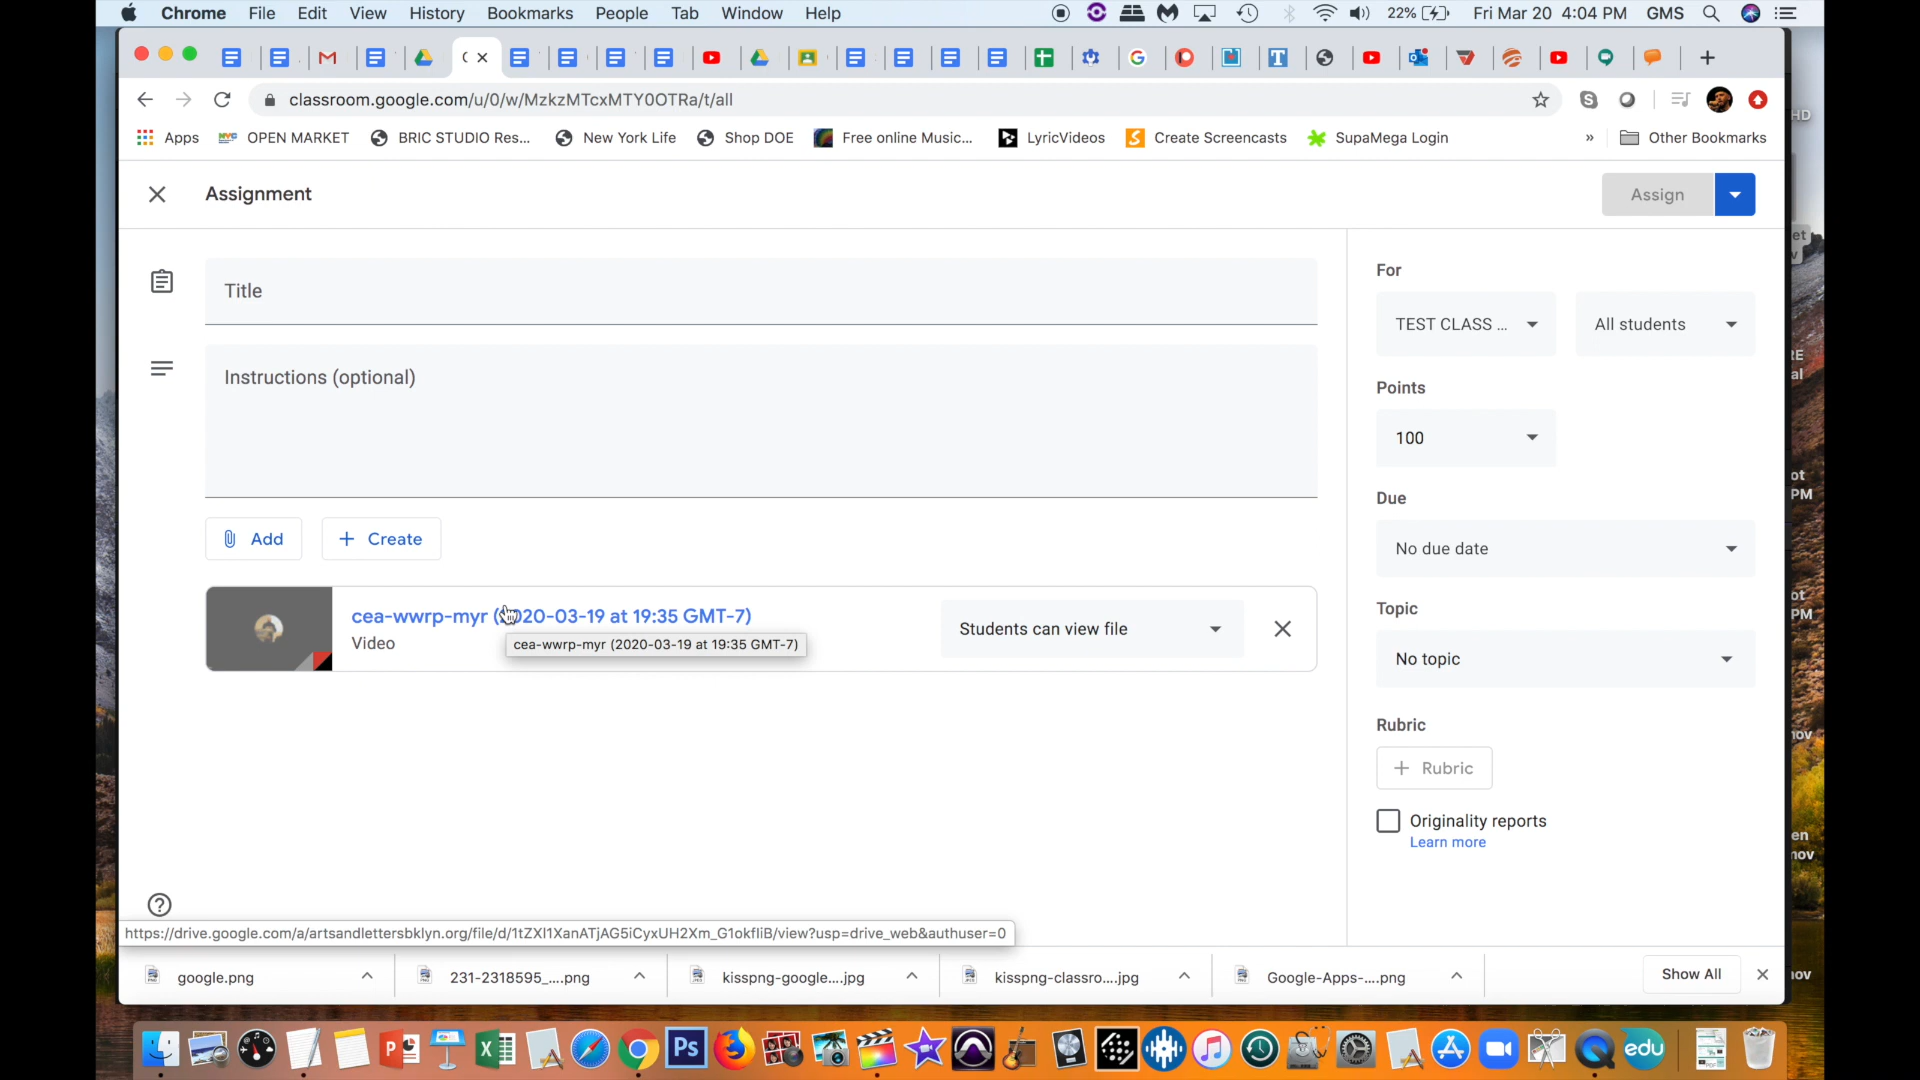 Chrome File Edit View History Bookmarks People Tab Window Help 22% Fri Mar 20 4:04 PM GMS
classroom.google.com/u/0/w/MzkzMTcxMTY0OTRa/t/all
Apps OPEN MARKET BRIC STUDIO Res... New York Life Shop DOE Free online Music... LyricVideos Create Screencasts SupaMega Login » Other Bookmarks
Assignment
Assign
Title
Instructions (optional)
Add
Create
cea-wwrp-myr (2020-03-19 at 19:35 GMT-7)
Video
cea-wwrp-myr (2020-03-19 at 19:35 GMT-7)
Students can view file
For
TEST CLASS ...
All students
Points
100
Due
No due date
Topic
No topic
Rubric
Rubric
Originality reports
Learn more
https://drive.google.com/a/artsandlettersbklyn.org/file/d/1tZXI1XanATjAG5iCyxUH2Xm_G1okfIiB/view?usp=drive_web&authuser=0
google.png
231-2318595_....png
kisspng-google....jpg
kisspng-classro....jpg
Google-Apps-....png
Show All
Ps
edu